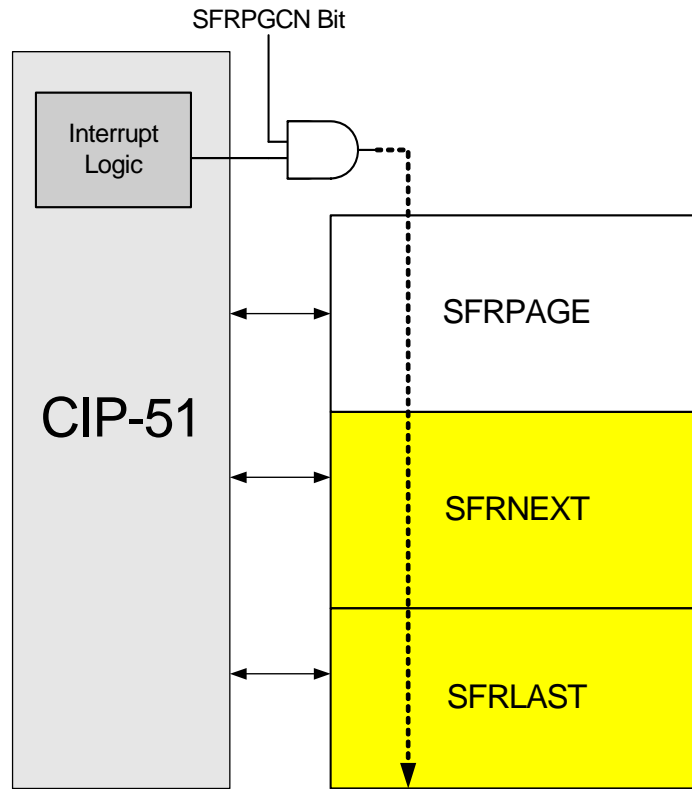 SFRPGCN Bit
Interrupt
Logic
SFRPAGE
CIP-51
SFRNEXT
SFRLAST